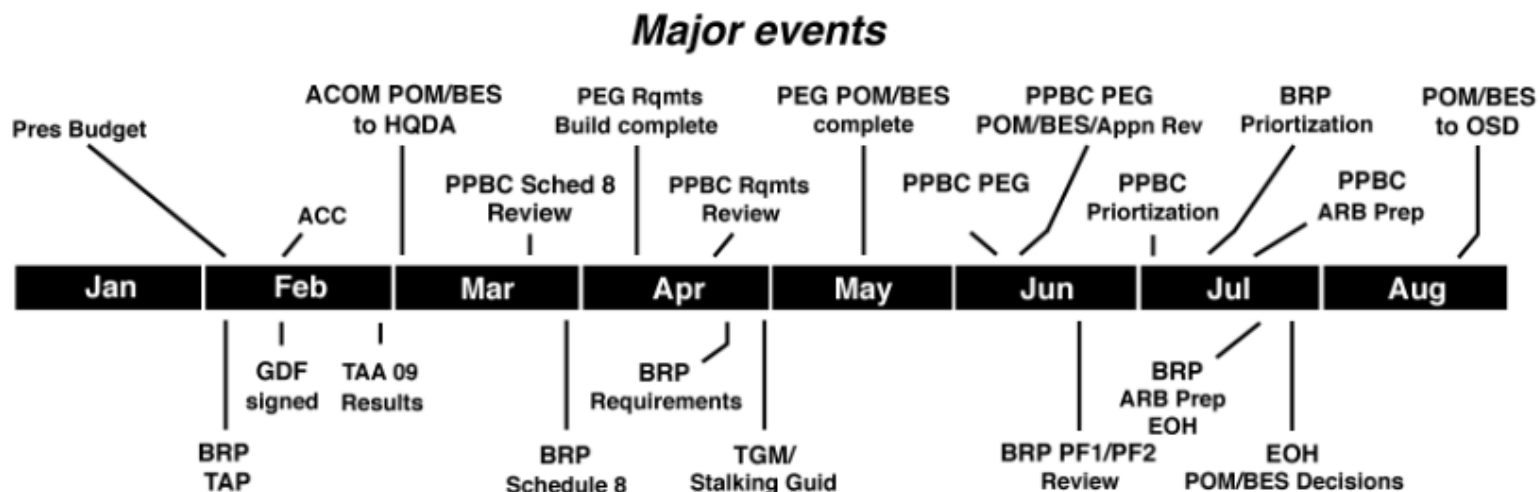 Major events
Pres Budget
ACC
ACOM POM/BES
to HQDA
PPBC Sched 8
Review
PEG Rqmts
Build complete
PPBC Rqmts
Review
PEG POM/BES
complete
PPBC PEG
PPBC PEG
POM/BES/Appn Rev
PPBC
Priortization
BRP
Priortization
PPBC
ARB Prep
POM/BES
to OSD
Jan Feb Mar Apr May Jun Jul Aug
BRP
TAP
GDF
signed
TAA 09
Results
BRP
Schedule 8
BRP
Requirements
TGM/
Stalking Guid
BRP PF1/PF2
Review
BRP
ARB Prep
EOH
EOH
POM/BES Decisions